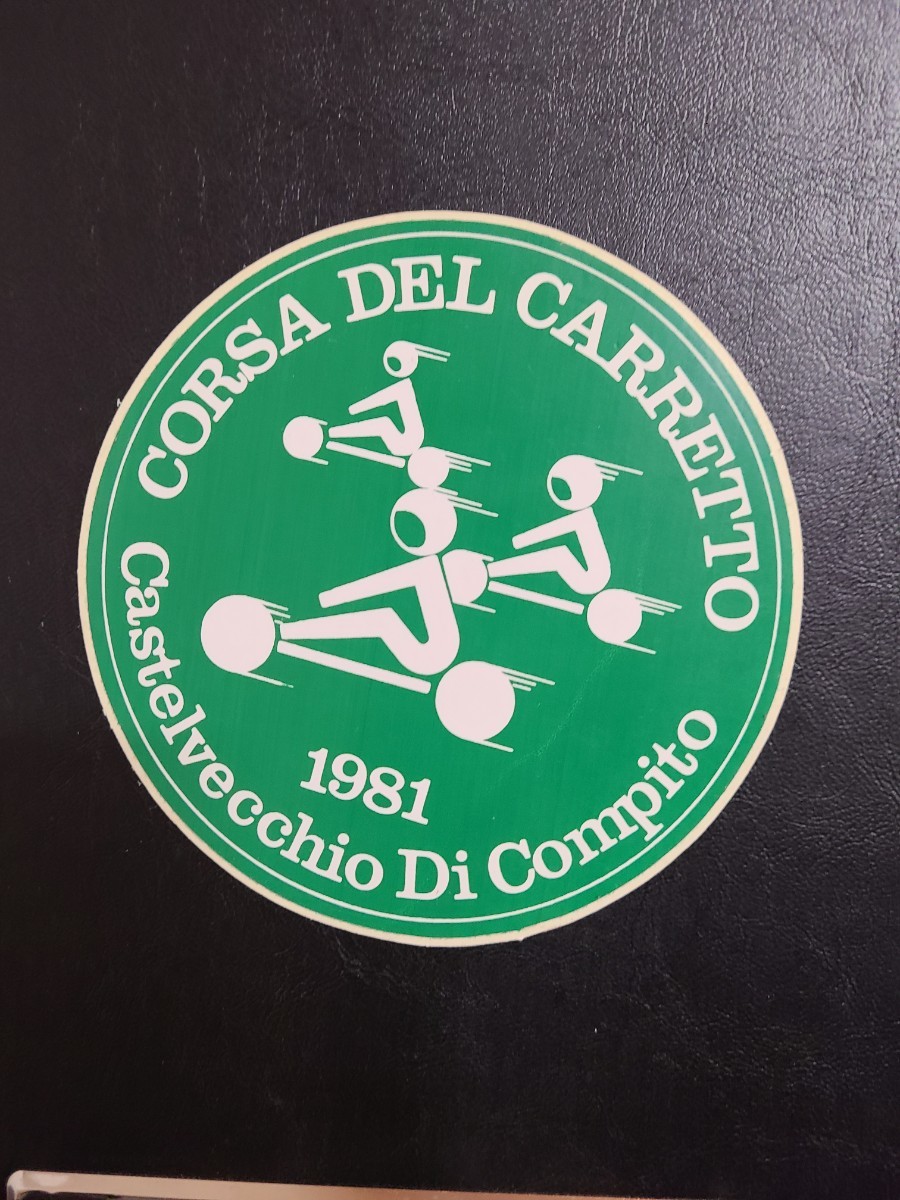 CORSA DEL CARRETTO
1981
Castelvecchio Di Compito